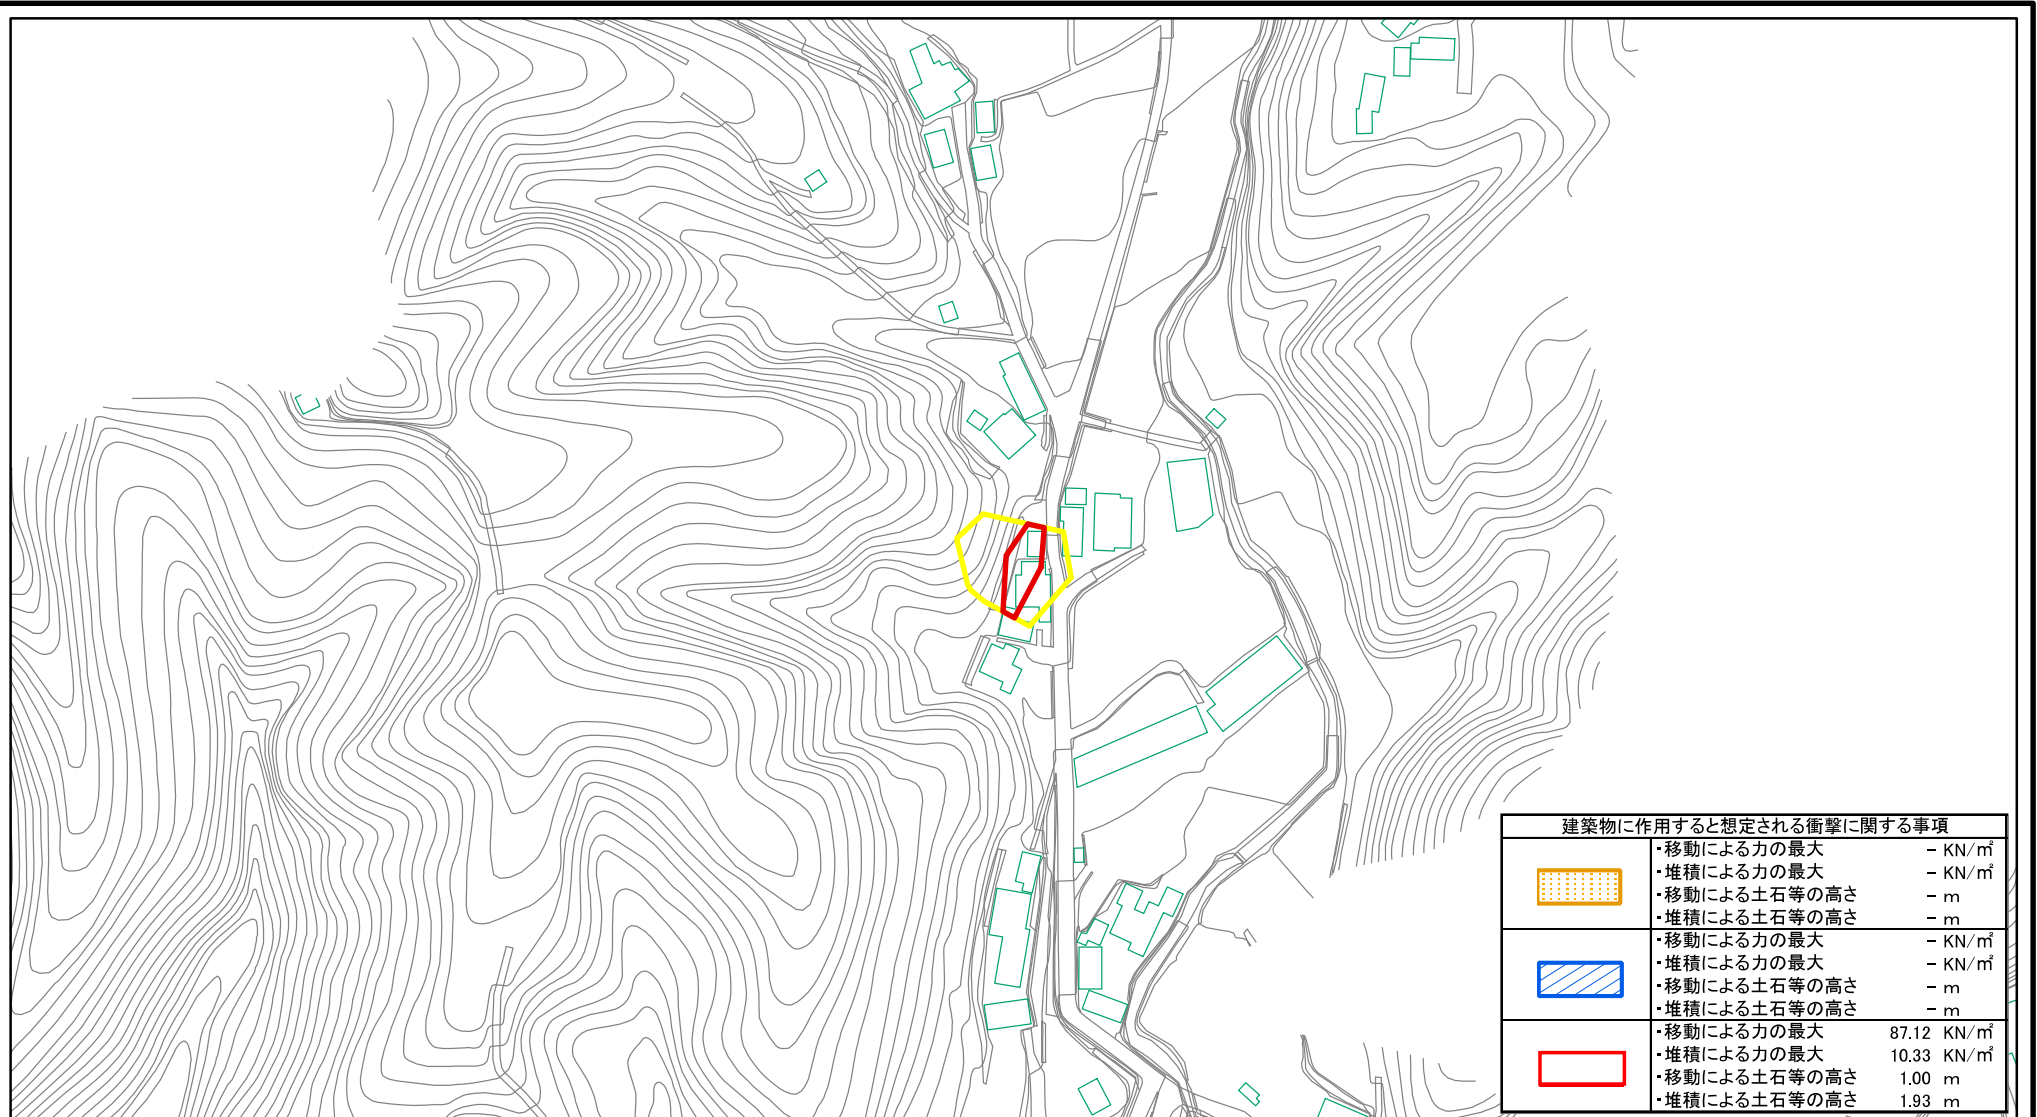 建築物に作用すると想定される衝撃に関する事項
・移動による力の最大 - KN/㎡
・堆積による力の最大 - KN/㎡
・移動による土石等の高さ - m
・堆積による土石等の高さ - m
・移動による力の最大 - KN/㎡
・堆積による力の最大 - KN/㎡
・移動による土石等の高さ - m
・堆積による土石等の高さ - m
・移動による力の最大 87.12 KN/㎡
・堆積による力の最大 10.33 KN/㎡
・移動による土石等の高さ 1.00 m
・堆積による土石等の高さ 1.93 m